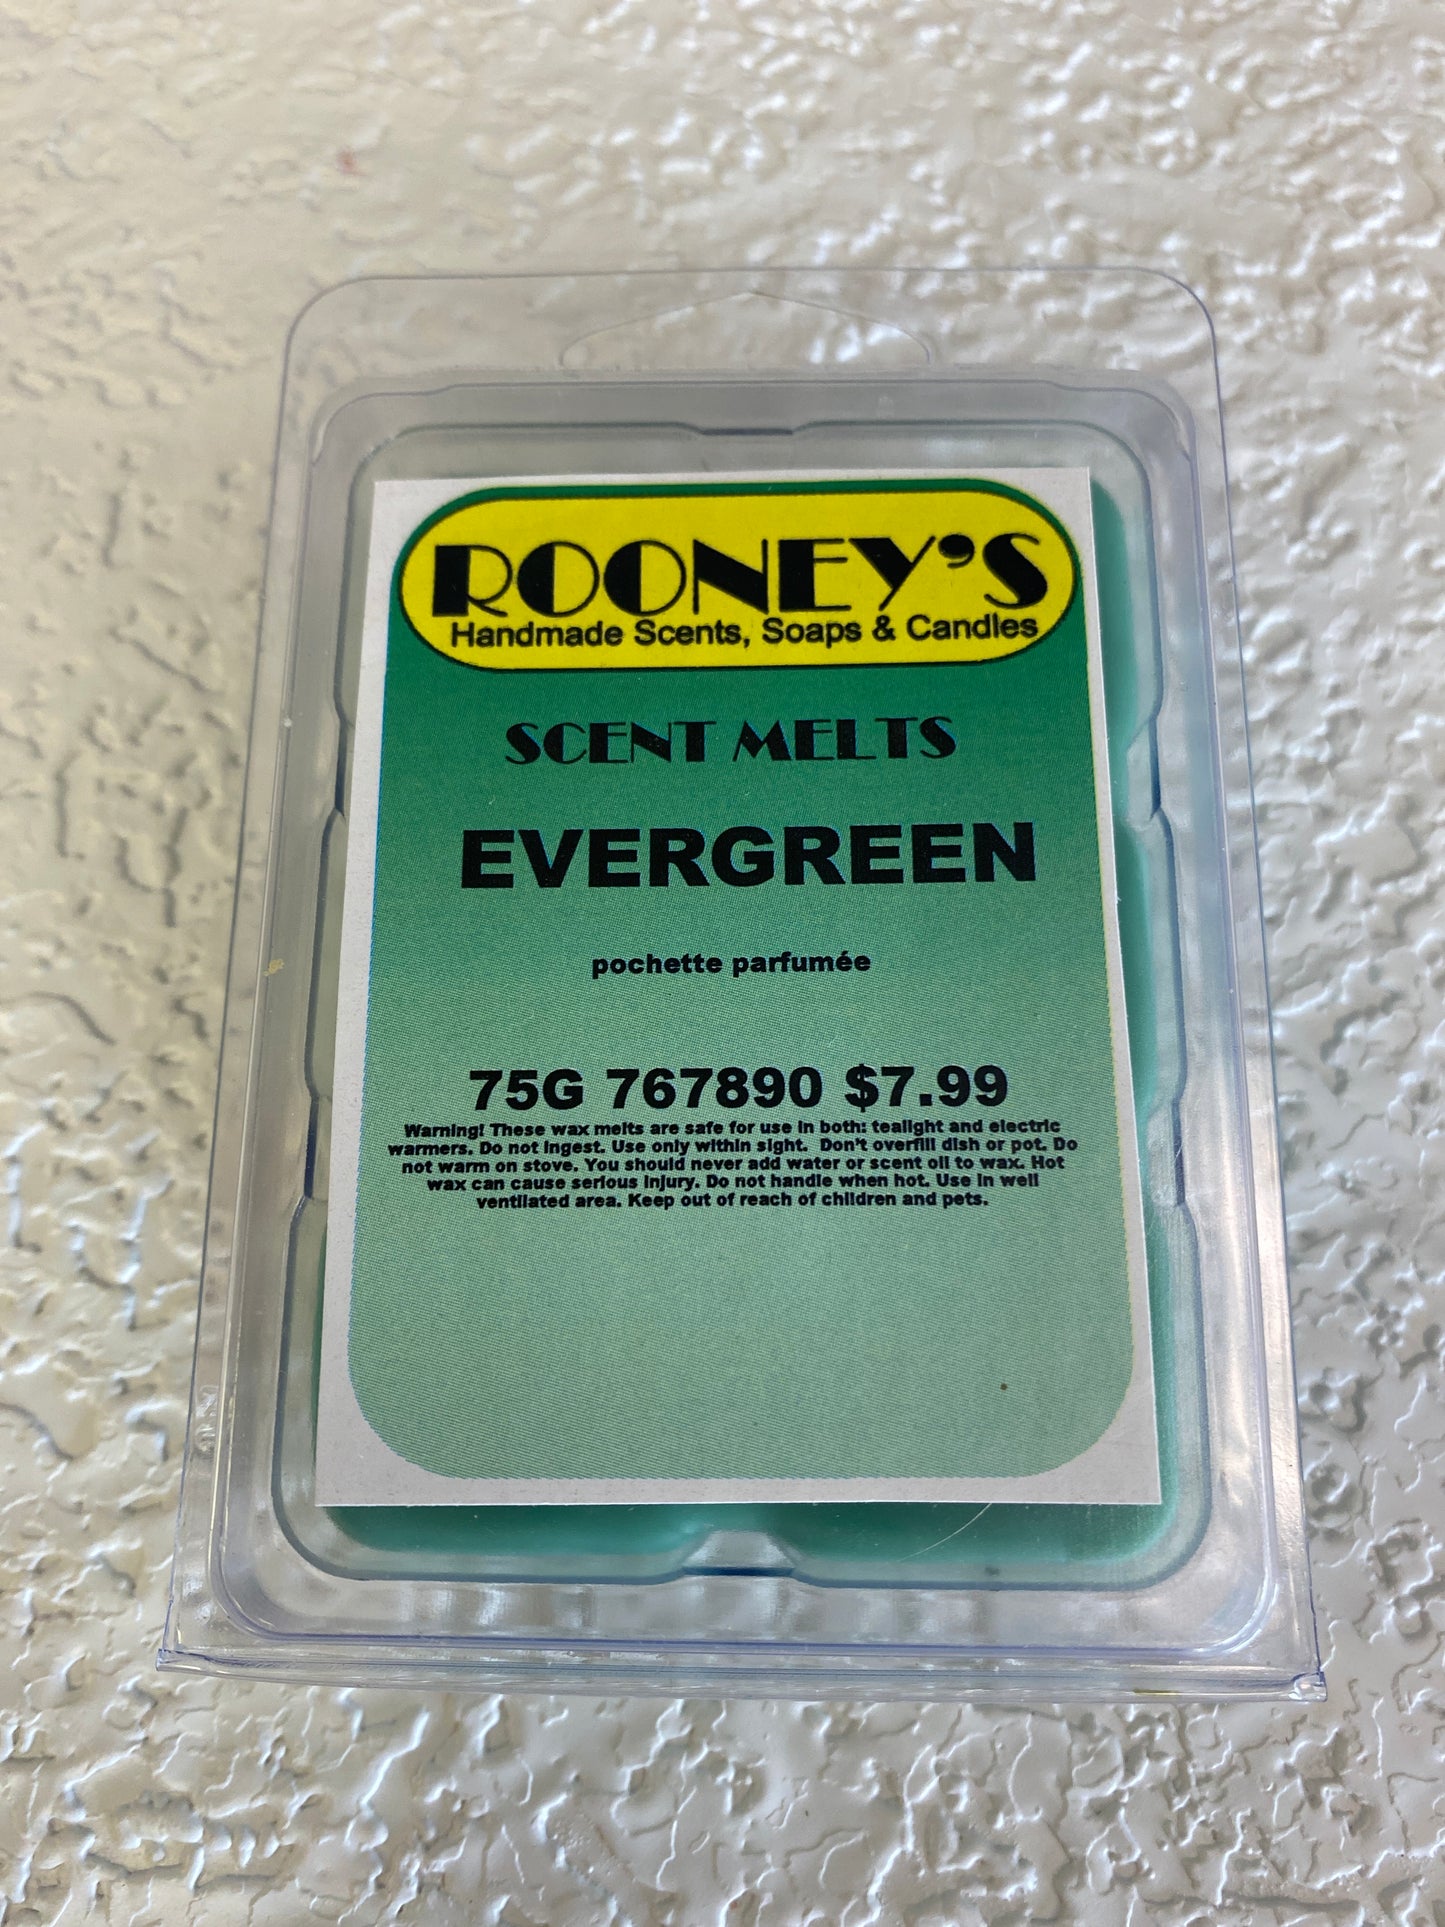 ROONEY'S
Handmade Scents, Soaps & Candles
SCENT MELTS
EVERGREEN
pochette parfumée
75G 767890 $7.99
Warning! These wax melts are safe for use in both: tealight and electric
warmers. Do not ingest. Use only within sight. Don't overfill dish or pot. Do
not warm on stove. You should never add water or scent oil to wax. Hot
wax can cause serious injury. Do not handle when hot. Use in well
ventilated area. Keep out of reach of children and pets.